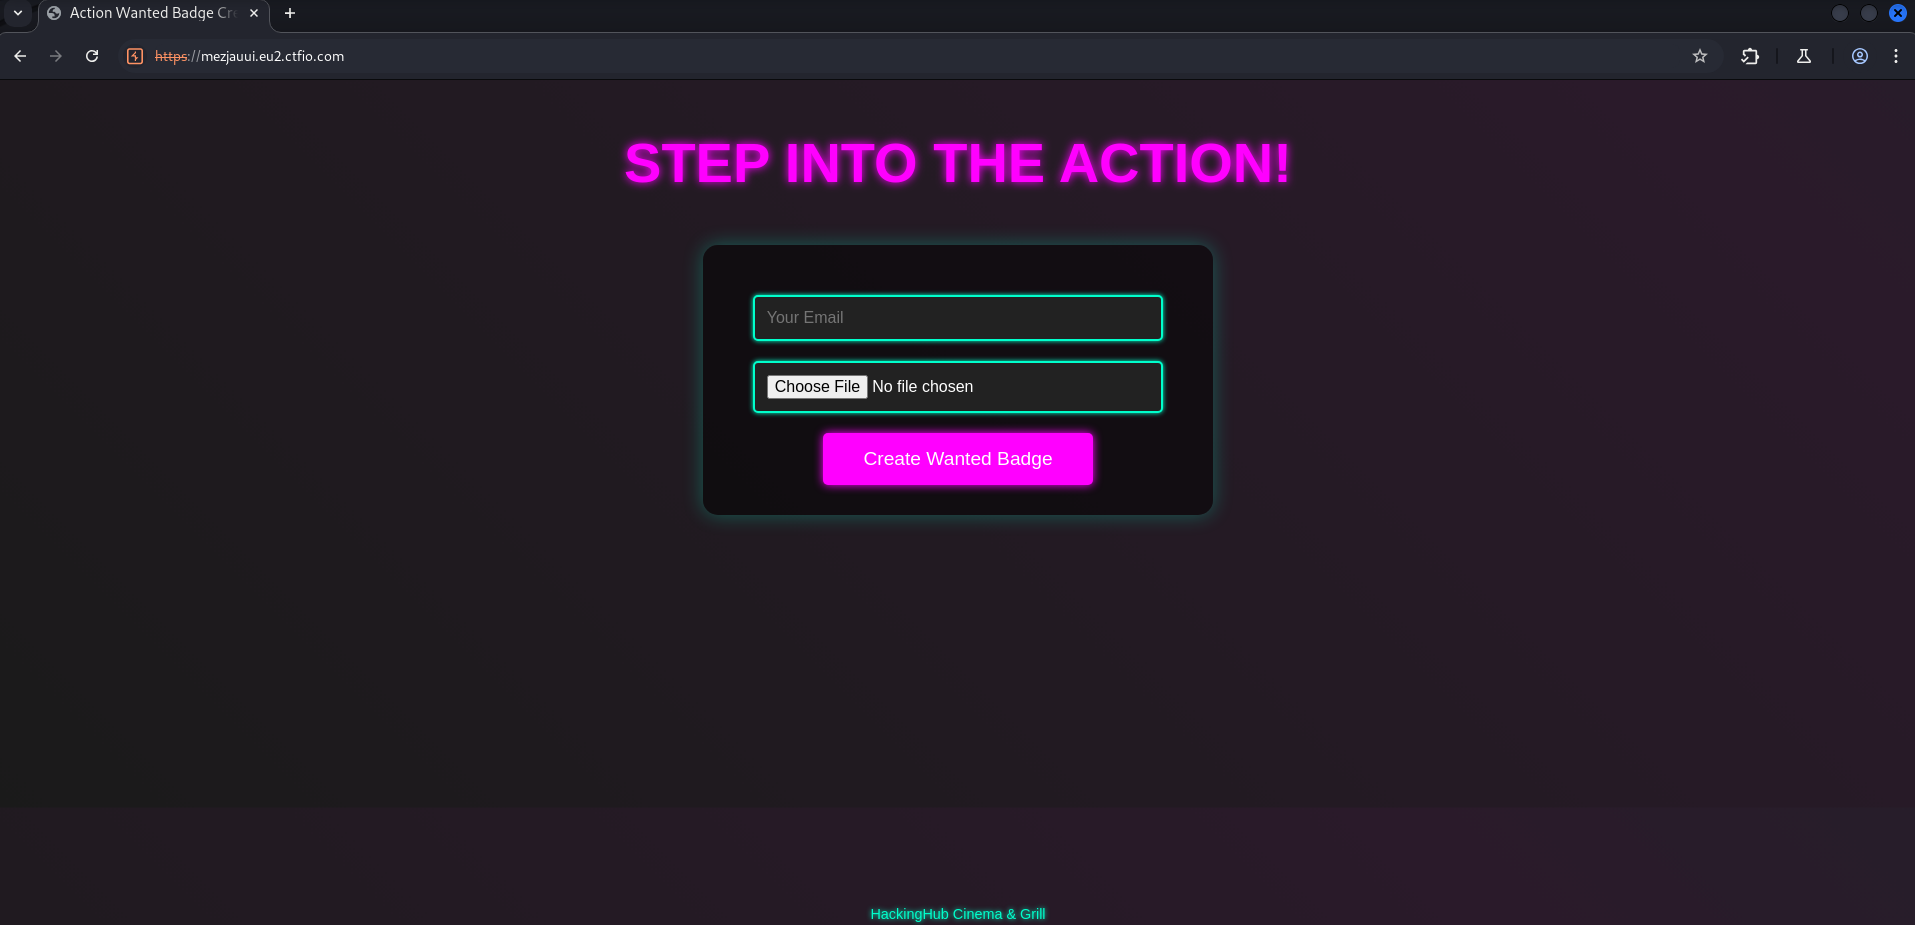 Action Wanted Badge Cre
https://mezjauui.eu2.ctfio.com
STEP INTO THE ACTION!
Your Email
Choose File No file chosen
Create Wanted Badge
HackingHub Cinema & Grill